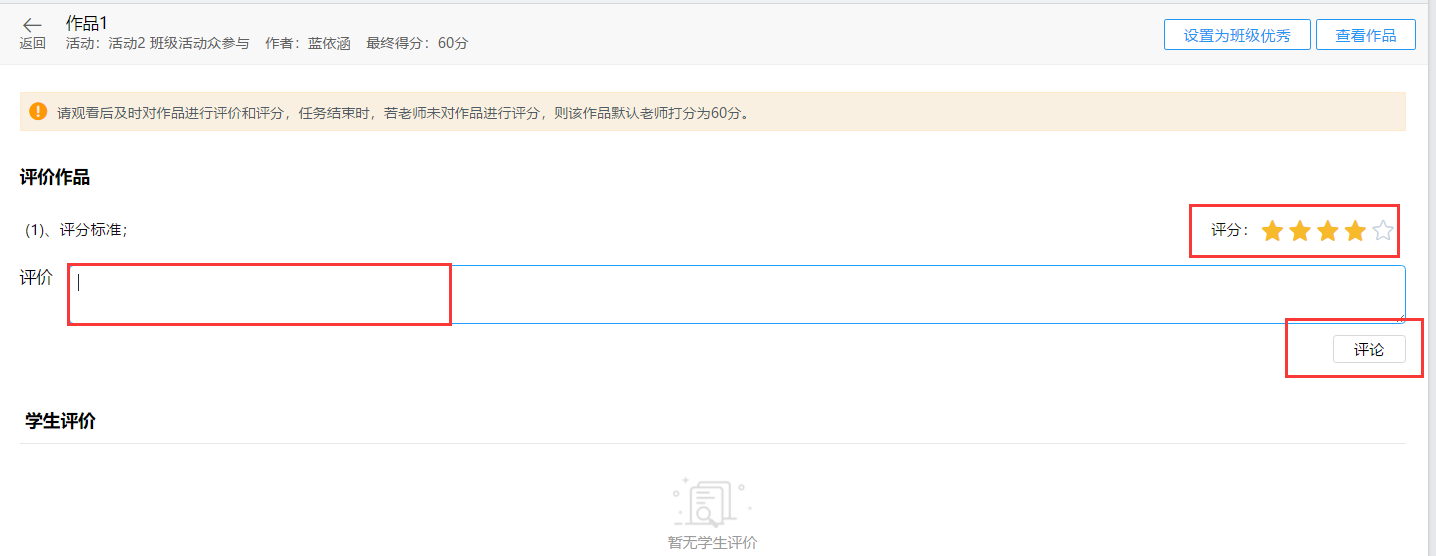 作品1
返回 活动：活动2 班级活动众参与 作者：蓝依涵 最终得分：60分 设置为班级优秀 查看作品
请观看后及时对作品进行评价和评分，任务结束时，若老师未对作品进行评分，则该作品默认老师打分为60分。
评价作品
(1)、评分标准； 评分：
评价
评论
学生评价
暂无学生评价